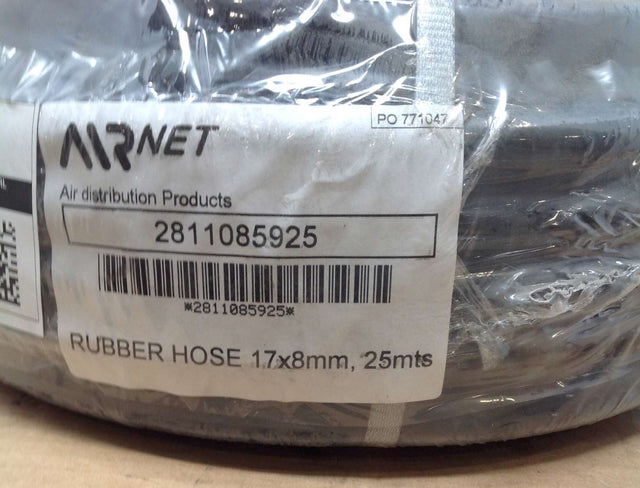 AIRNET
PO 771047
Air distribution Products
2811085925
*2811085925*
RUBBER HOSE 17x8mm, 25mts